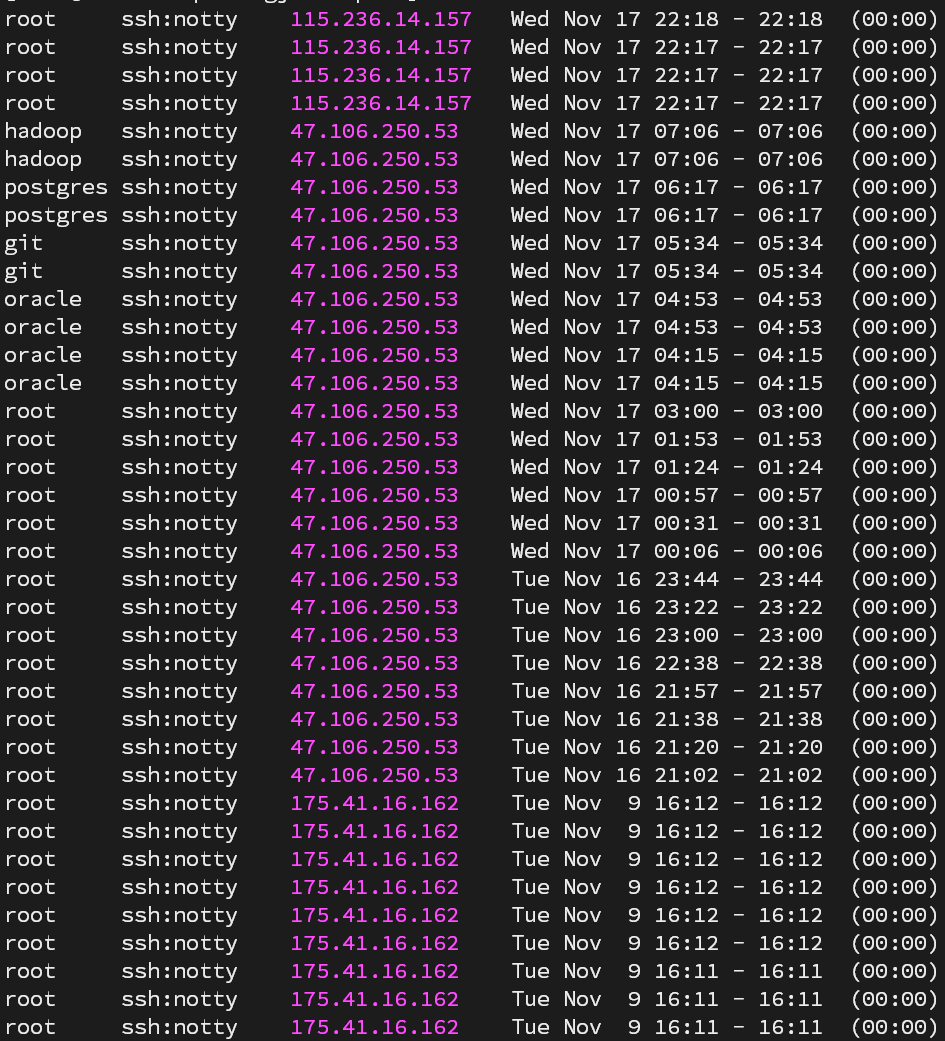 root     ssh:notty    115.236.14.157   Wed Nov 17 22:18 - 22:18  (00:00)
root     ssh:notty    115.236.14.157   Wed Nov 17 22:17 - 22:17  (00:00)
root     ssh:notty    115.236.14.157   Wed Nov 17 22:17 - 22:17  (00:00)
root     ssh:notty    115.236.14.157   Wed Nov 17 22:17 - 22:17  (00:00)
hadoop   ssh:notty    47.106.250.53    Wed Nov 17 07:06 - 07:06  (00:00)
hadoop   ssh:notty    47.106.250.53    Wed Nov 17 07:06 - 07:06  (00:00)
postgres ssh:notty    47.106.250.53    Wed Nov 17 06:17 - 06:17  (00:00)
postgres ssh:notty    47.106.250.53    Wed Nov 17 06:17 - 06:17  (00:00)
git      ssh:notty    47.106.250.53    Wed Nov 17 05:34 - 05:34  (00:00)
git      ssh:notty    47.106.250.53    Wed Nov 17 05:34 - 05:34  (00:00)
oracle   ssh:notty    47.106.250.53    Wed Nov 17 04:53 - 04:53  (00:00)
oracle   ssh:notty    47.106.250.53    Wed Nov 17 04:53 - 04:53  (00:00)
oracle   ssh:notty    47.106.250.53    Wed Nov 17 04:15 - 04:15  (00:00)
oracle   ssh:notty    47.106.250.53    Wed Nov 17 04:15 - 04:15  (00:00)
root     ssh:notty    47.106.250.53    Wed Nov 17 03:00 - 03:00  (00:00)
root     ssh:notty    47.106.250.53    Wed Nov 17 01:53 - 01:53  (00:00)
root     ssh:notty    47.106.250.53    Wed Nov 17 01:24 - 01:24  (00:00)
root     ssh:notty    47.106.250.53    Wed Nov 17 00:57 - 00:57  (00:00)
root     ssh:notty    47.106.250.53    Wed Nov 17 00:31 - 00:31  (00:00)
root     ssh:notty    47.106.250.53    Wed Nov 17 00:06 - 00:06  (00:00)
root     ssh:notty    47.106.250.53    Tue Nov 16 23:44 - 23:44  (00:00)
root     ssh:notty    47.106.250.53    Tue Nov 16 23:22 - 23:22  (00:00)
root     ssh:notty    47.106.250.53    Tue Nov 16 23:00 - 23:00  (00:00)
root     ssh:notty    47.106.250.53    Tue Nov 16 22:38 - 22:38  (00:00)
root     ssh:notty    47.106.250.53    Tue Nov 16 21:57 - 21:57  (00:00)
root     ssh:notty    47.106.250.53    Tue Nov 16 21:38 - 21:38  (00:00)
root     ssh:notty    47.106.250.53    Tue Nov 16 21:20 - 21:20  (00:00)
root     ssh:notty    47.106.250.53    Tue Nov 16 21:02 - 21:02  (00:00)
root     ssh:notty    175.41.16.162    Tue Nov  9 16:12 - 16:12  (00:00)
root     ssh:notty    175.41.16.162    Tue Nov  9 16:12 - 16:12  (00:00)
root     ssh:notty    175.41.16.162    Tue Nov  9 16:12 - 16:12  (00:00)
root     ssh:notty    175.41.16.162    Tue Nov  9 16:12 - 16:12  (00:00)
root     ssh:notty    175.41.16.162    Tue Nov  9 16:12 - 16:12  (00:00)
root     ssh:notty    175.41.16.162    Tue Nov  9 16:12 - 16:12  (00:00)
root     ssh:notty    175.41.16.162    Tue Nov  9 16:11 - 16:11  (00:00)
root     ssh:notty    175.41.16.162    Tue Nov  9 16:11 - 16:11  (00:00)
root     ssh:notty    175.41.16.162    Tue Nov  9 16:11 - 16:11  (00:00)